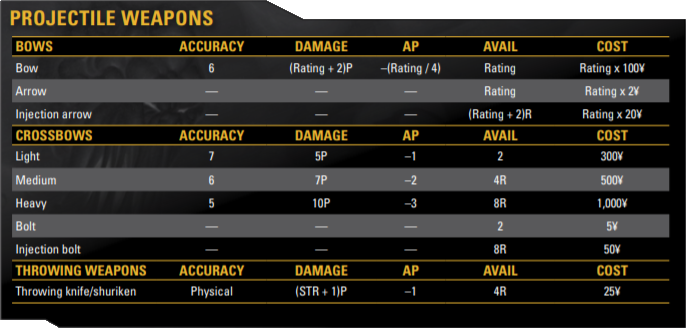 PROJECTILE WEAPONS
BOWS ACCURACY DAMAGE AP AVAIL COST
Bow 6 (Rating + 2)P –(Rating / 4) Rating Rating x 100¥
Arrow — — — Rating Rating x 2¥
Injection arrow — — — (Rating + 2)R Rating x 20¥
CROSSBOWS ACCURACY DAMAGE AP AVAIL COST
Light 7 5P –1 2 300¥
Medium 6 7P –2 4R 500¥
Heavy 5 10P –3 8R 1,000¥
Bolt — — — 2 5¥
Injection bolt — — — 8R 50¥
THROWING WEAPONS ACCURACY DAMAGE AP AVAIL COST
Throwing knife/shuriken Physical (STR + 1)P –1 4R 25¥